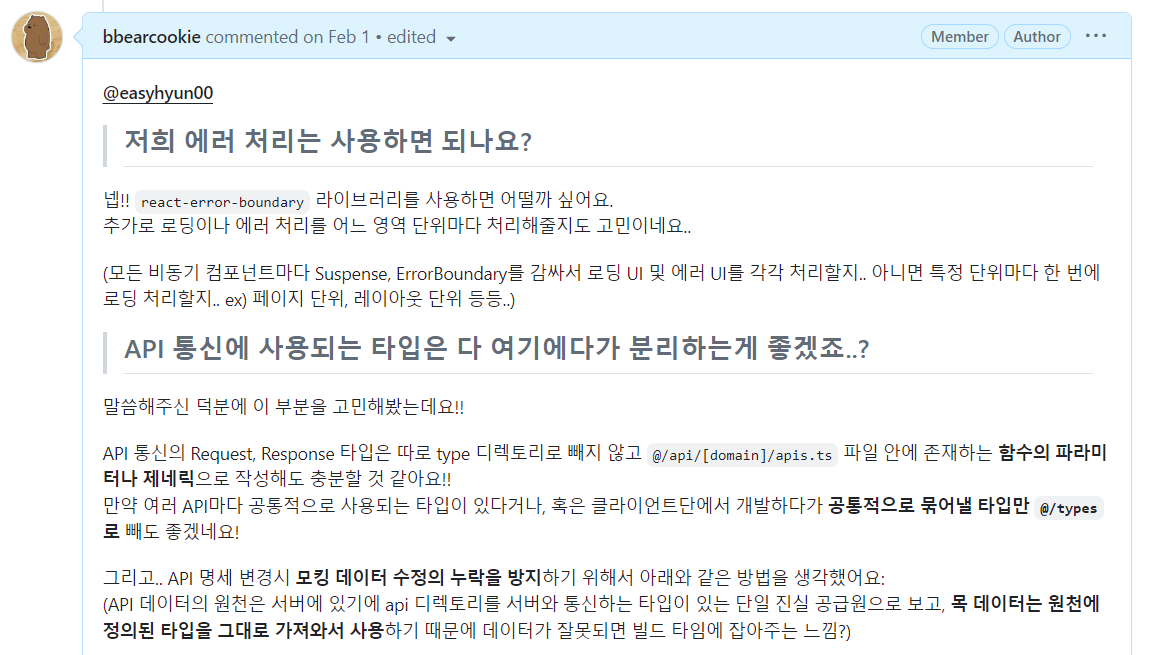 bbearcookie commented on Feb 1 • edited
Member
Author
@easyhyun00
저희 에러 처리는 사용하면 되나요?
넵!! react-error-boundary 라이브러리를 사용하면 어떨까 싶어요.
추가로 로딩이나 에러 처리를 어느 영역 단위마다 처리해줄지도 고민이네요..
(모든 비동기 컴포넌트마다 Suspense, ErrorBoundary를 감싸서 로딩 UI 및 에러 UI를 각각 처리할지.. 아니면 특정 단위마다 한 번에
로딩 처리할지.. ex) 페이지 단위, 레이아웃 단위 등등..)
API 통신에 사용되는 타입은 다 여기에다가 분리하는게 좋겠죠..?
말씀해주신 덕분에 이 부분을 고민해봤는데요!!
API 통신의 Request, Response 타입은 따로 type 디렉토리로 빼지 않고 @/api/[domain]/apis.ts 파일 안에 존재하는 함수의 파라미
터나 제네릭으로 작성해도 충분할 것 같아요!!
만약 여러 API마다 공통적으로 사용되는 타입이 있다거나, 혹은 클라이언트단에서 개발하다가 공통적으로 묶어낼 타입만 @/types
로 빼도 좋겠네요!
그리고.. API 명세 변경시 모킹 데이터 수정의 누락을 방지하기 위해서 아래와 같은 방법을 생각했어요:
(API 데이터의 원천은 서버에 있기에 api 디렉토리를 서버와 통신하는 타입이 있는 단일 진실 공급원으로 보고, 목 데이터는 원천에
정의된 타입을 그대로 가져와서 사용하기 때문에 데이터가 잘못되면 빌드 타임에 잡아주는 느낌?)